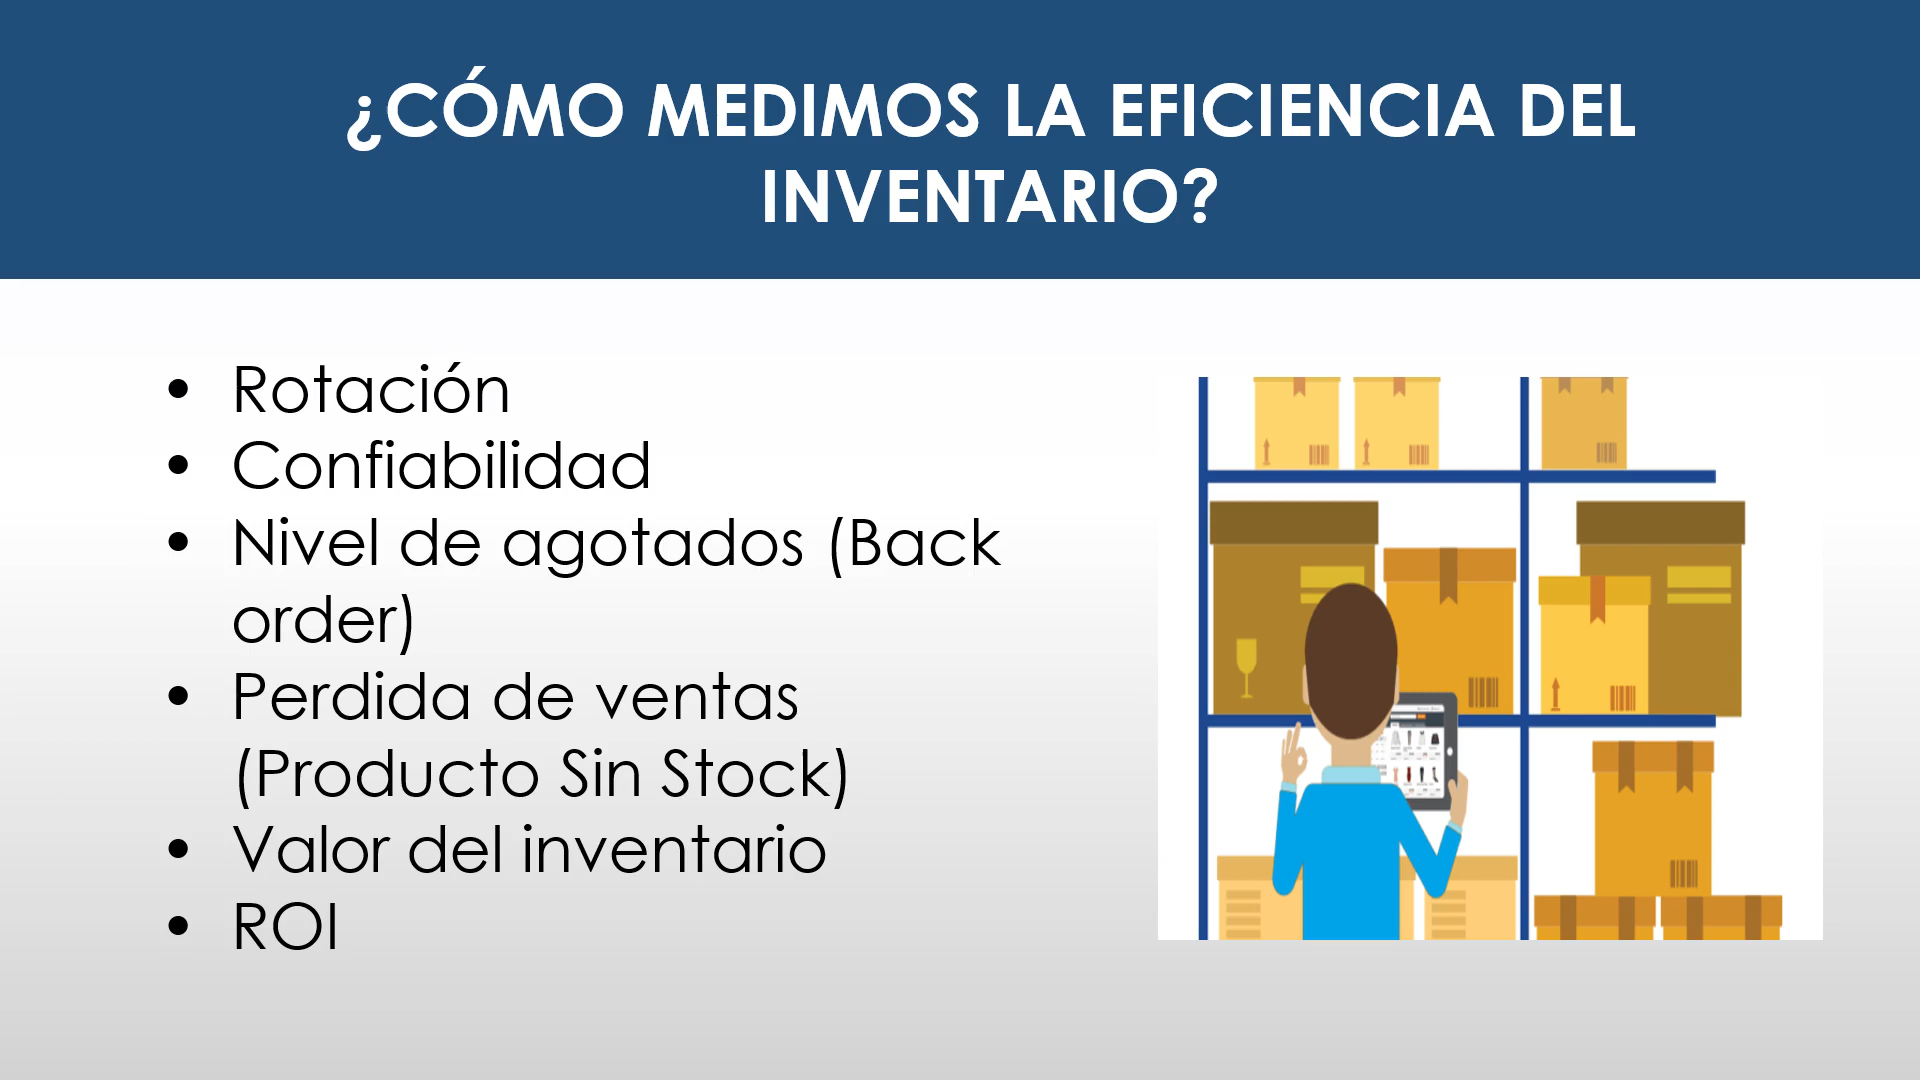 ¿CÓMO MEDIMOS LA EFICIENCIA DEL
INVENTARIO?
• Rotación
• Confiabilidad
• Nivel de agotados (Back
order)
• Perdida de ventas
(Producto Sin Stock)
• Valor del inventario
• ROI